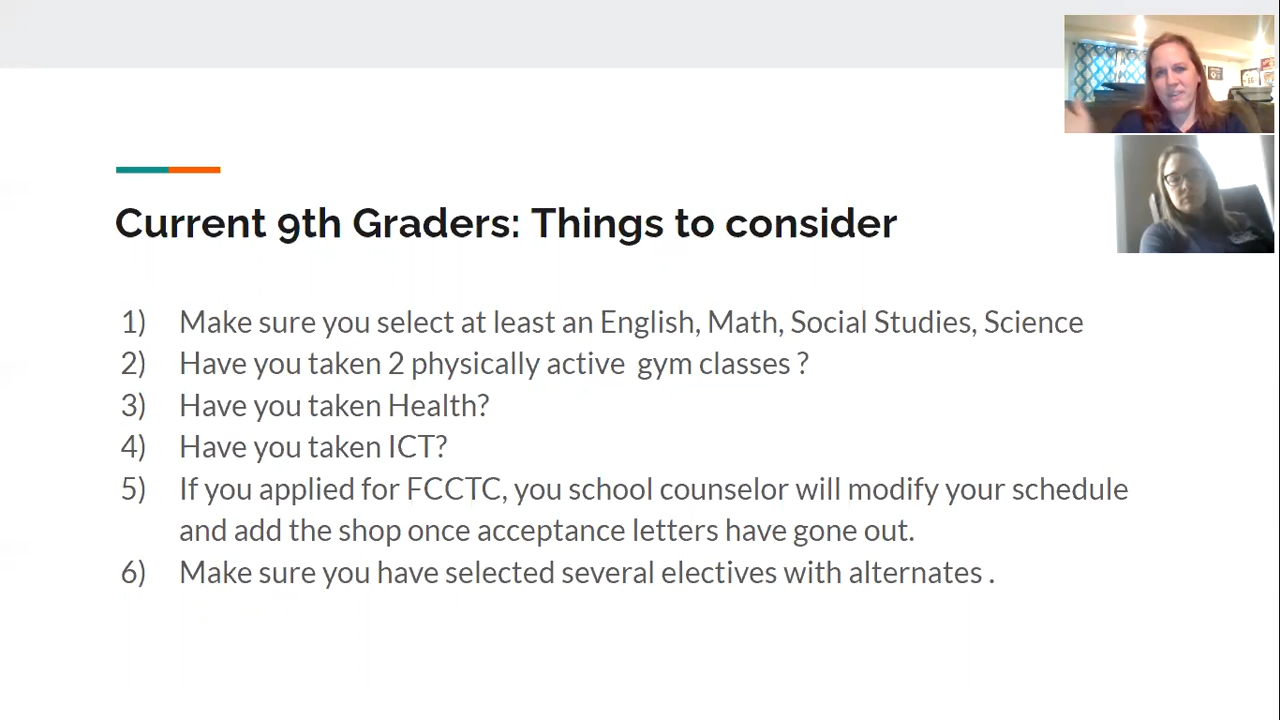 Current 9th Graders: Things to consider
1) Make sure you select at least an English, Math, Social Studies, Science
2) Have you taken 2 physically active  gym classes ?
3) Have you taken Health?
4) Have you taken ICT?
5) If you applied for FCCTC, you school counselor will modify your schedule
and add the shop once acceptance letters have gone out.
6) Make sure you have selected several electives with alternates .